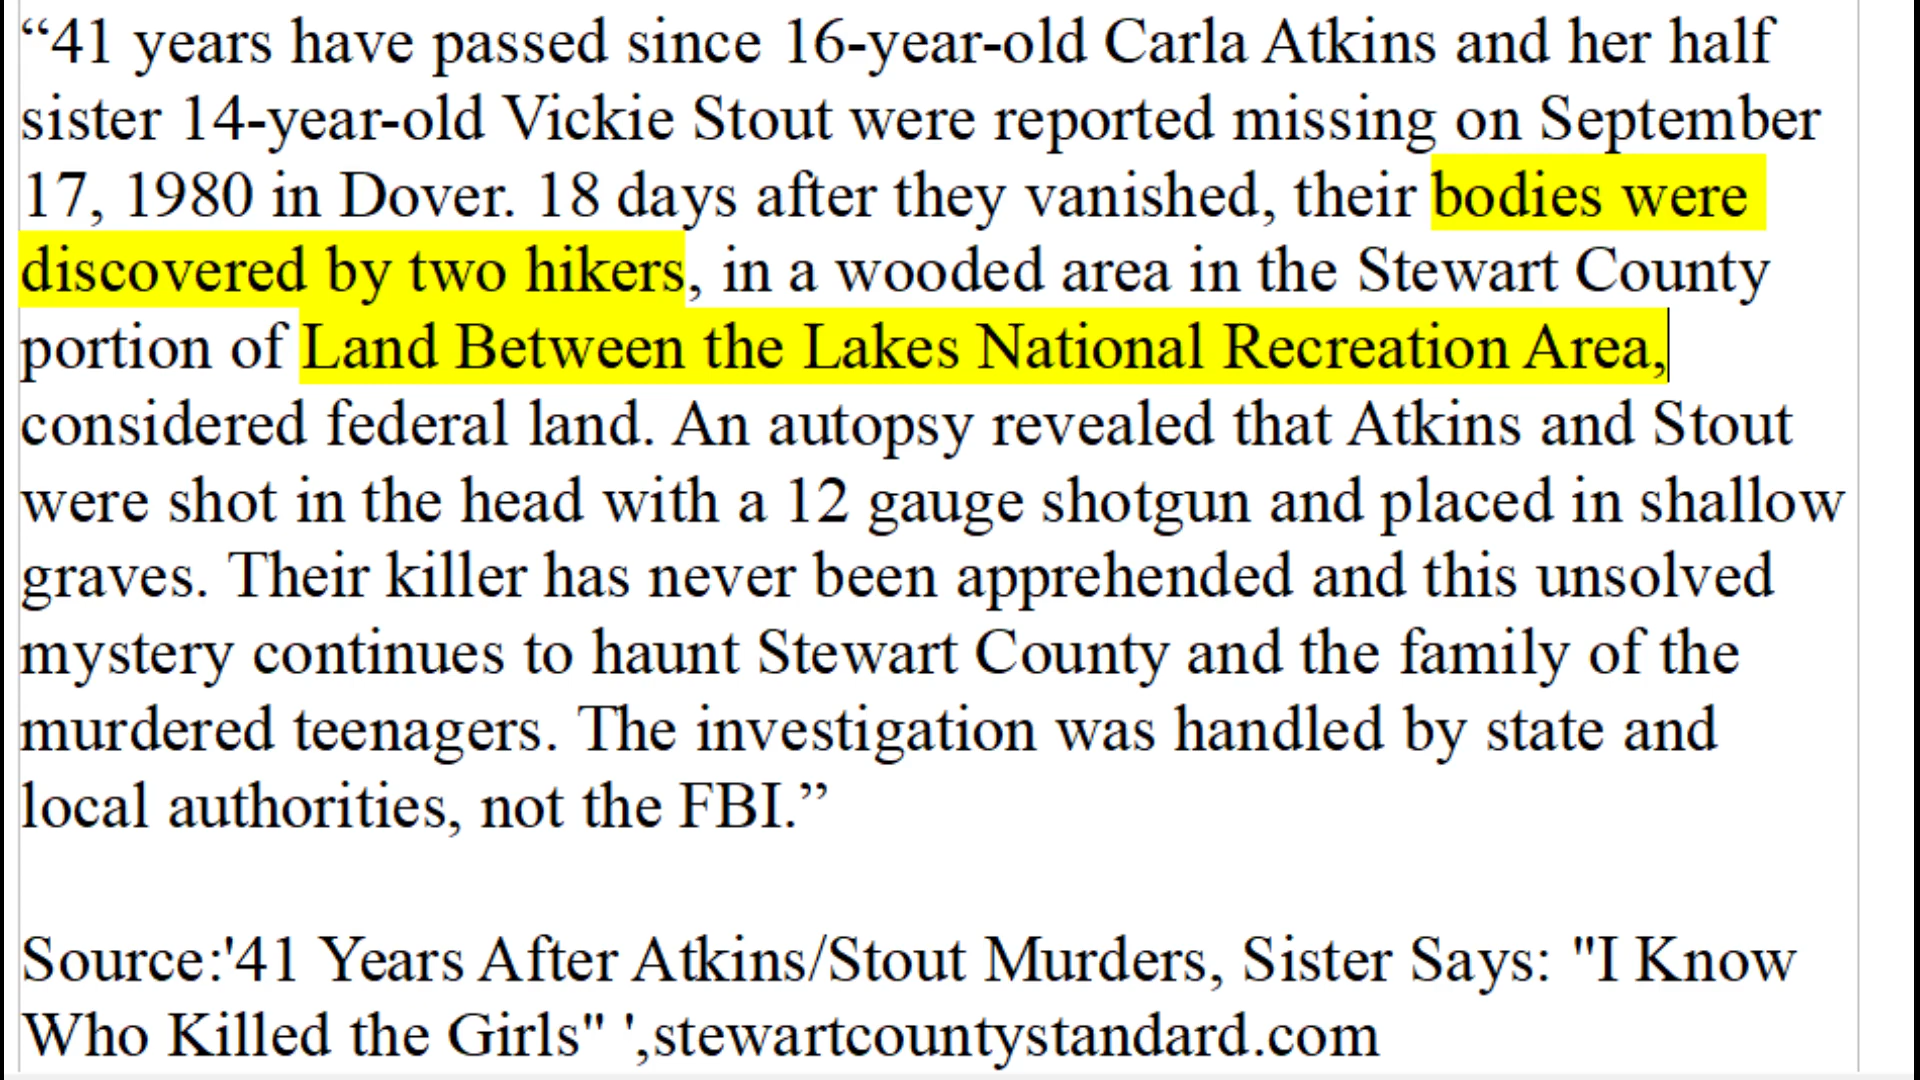 “41 years have passed since 16-year-old Carla Atkins and her half
sister 14-year-old Vickie Stout were reported missing on September
17, 1980 in Dover. 18 days after they vanished, their bodies were
discovered by two hikers, in a wooded area in the Stewart County
portion of Land Between the Lakes National Recreation Area,
considered federal land. An autopsy revealed that Atkins and Stout
were shot in the head with a 12 gauge shotgun and placed in shallow
graves. Their killer has never been apprehended and this unsolved
mystery continues to haunt Stewart County and the family of the
murdered teenagers. The investigation was handled by state and
local authorities, not the FBI.”
Source:'41 Years After Atkins/Stout Murders, Sister Says: "I Know
Who Killed the Girls" ',stewartcountystandard.com